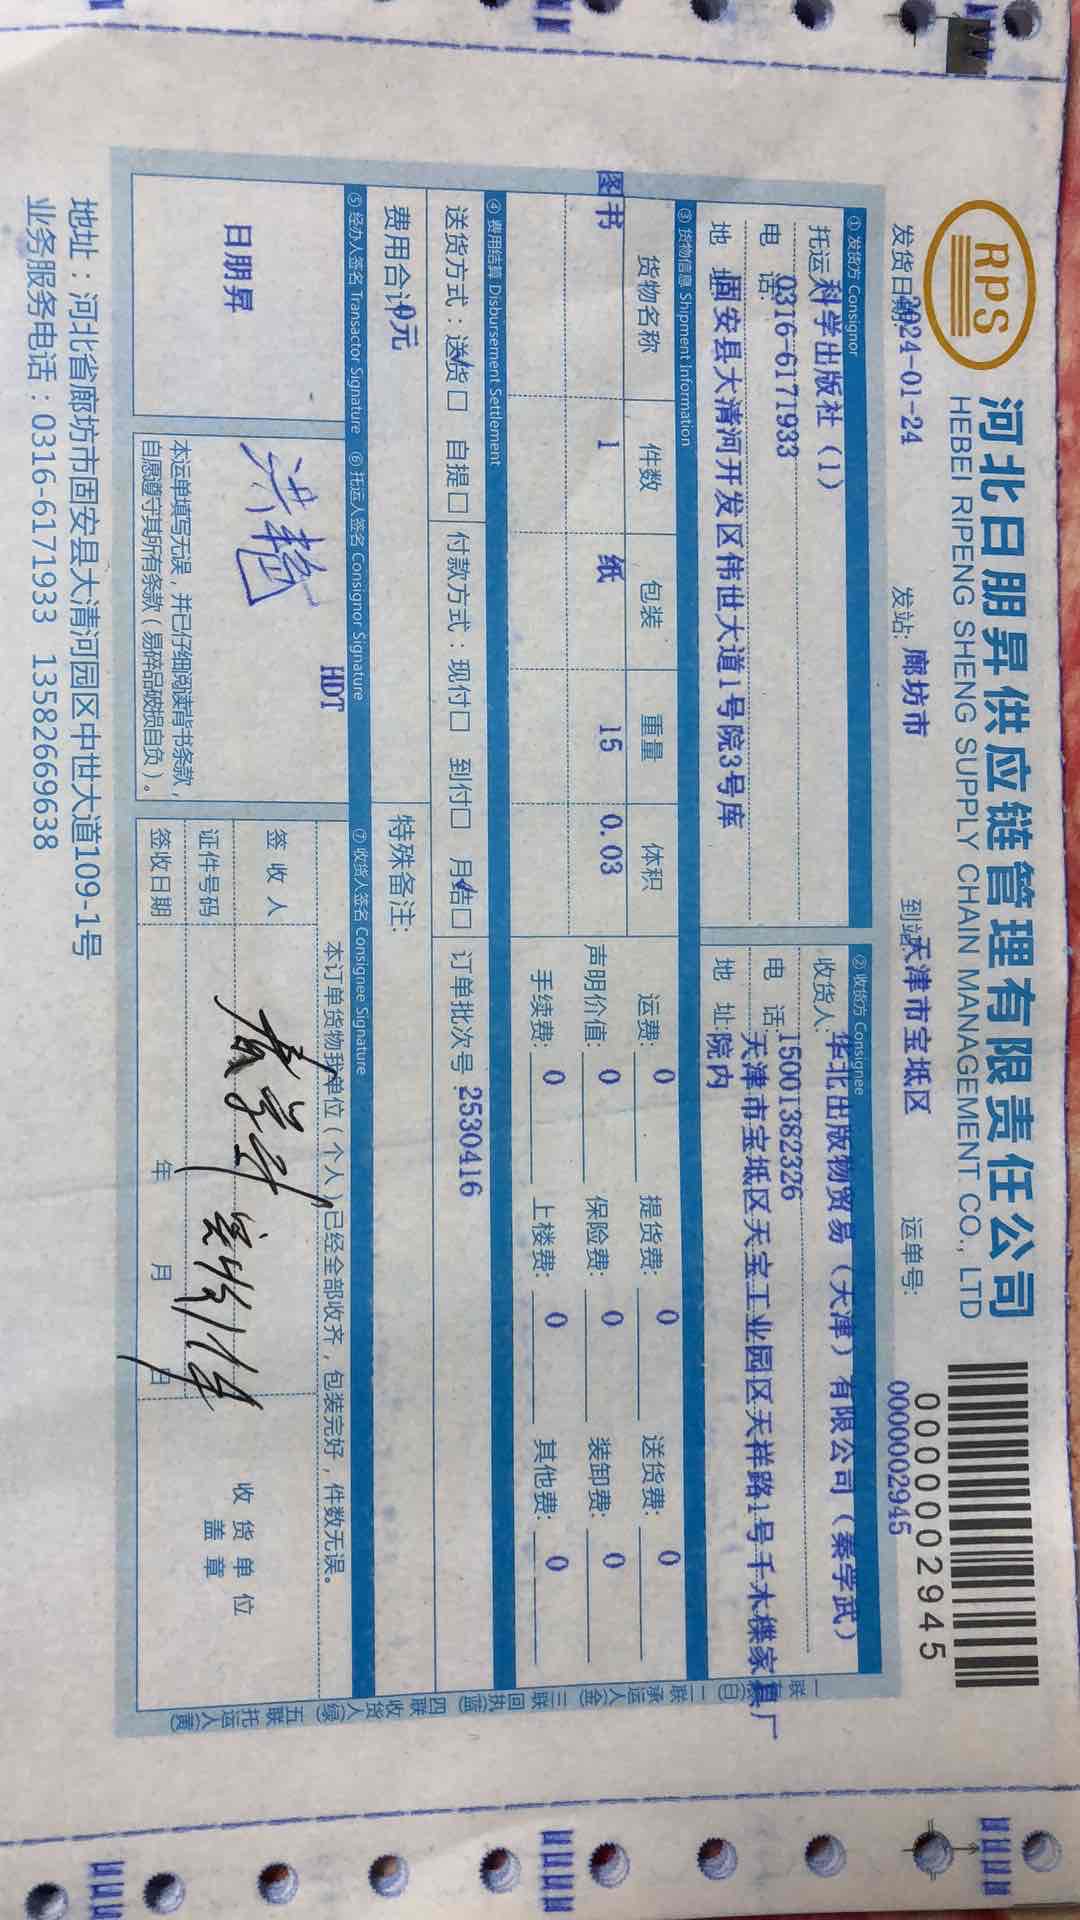 RPS
河北日朋昇供应链管理有限责任公司
HEBEI RIPENG SHENG SUPPLY CHAIN MANAGEMENT CO., LTD
0000002945
发货日期: 2024-01-24 发站: 廊坊市 到站: 天津市宝坻区 运单号: 0000002945
① 发货方 Consignor
托运 科学出版社（1）
电话: 0316-6171933
地 固安县大清河开发区伟世大道1号院3号库
② 收货方 Consignee
收货人: 华北出版物贸易（天津）有限公司（秦学武）
电话: 15001382326
地址: 天津市宝坻区天宝工业园区天祥路1号千木楪家具厂
院内
③ 货物信息 Shipment Information
货物名称 件数 包装 重量 体积
图书 1 纸 15 0.03
运费: 0 提货费: 0 送货费: 0
声明价值: 0 保险费: 0 装卸费: 0
手续费: 0 上楼费: 0 其他费: 0
④ 费用结算 Disbursement Settlement
送货方式：送货□ 自提□ 付款方式：现付□ 到付□ 月结□ 订单批次号: 2530416
费用合计 0元
特殊备注:
⑤ 经办人签名 Transactor Signature
日朋昇
⑥ 托运人签名 Consignor Signature
HDT
本运单填写无误，并已仔细阅读背书条款，
自愿遵守其所有条款（易碎品破损自负）。
⑦ 收货人签名 Consignee Signature
本订单货物我单位（个人）已经全部收齐，包装完好，件数无误。
签收人
证件号码
签收日期 年 月 日
收货单位
盖章
联 二联承运人(金) 三联回执(蓝) 四联收货人(绿) 五联托运人(黄)
地址：河北省廊坊市固安县大清河园区中世大道109-1号
业务服务电话：0316-6171933 13582669638